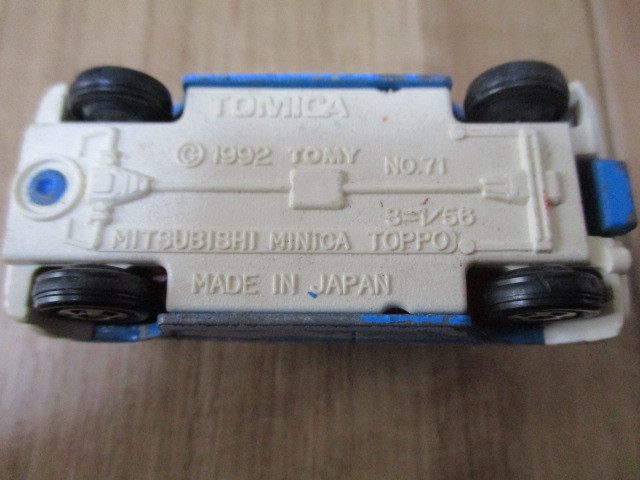 TOMICA
© 1992 TOMY NO.71
S=1/56
MITSUBISHI MINICA TOPPO
MADE IN JAPAN